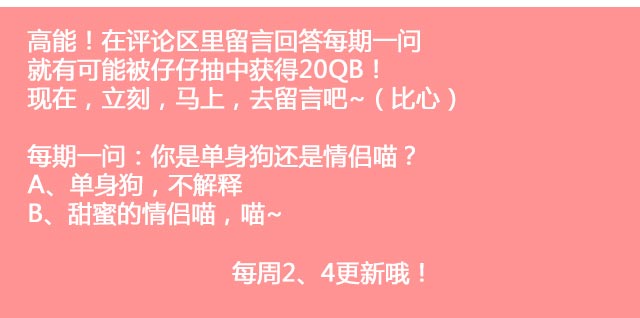 高能！在评论区里留言回答每期一问
就有可能被仔仔抽中获得20QB！
现在，立刻，马上，去留言吧~（比心）
每期一问：你是单身狗还是情侣喵？
A、单身狗，不解释
B、甜蜜的情侣喵，喵~
每周2、4更新哦！